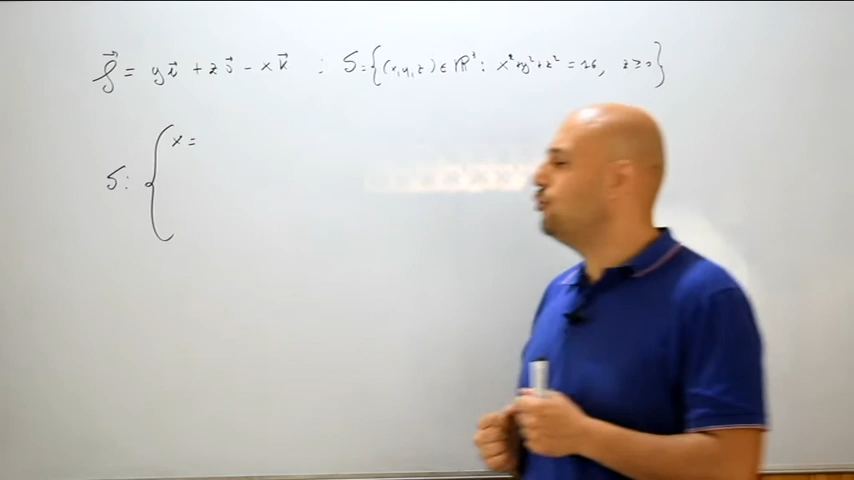 f⃗ = y i⃗ + z j⃗ - x k⃗ : S = {(x, y, z) ∈ ℝ³ : x² + y² + z² = 16, z ≥ 0}
S: { x =